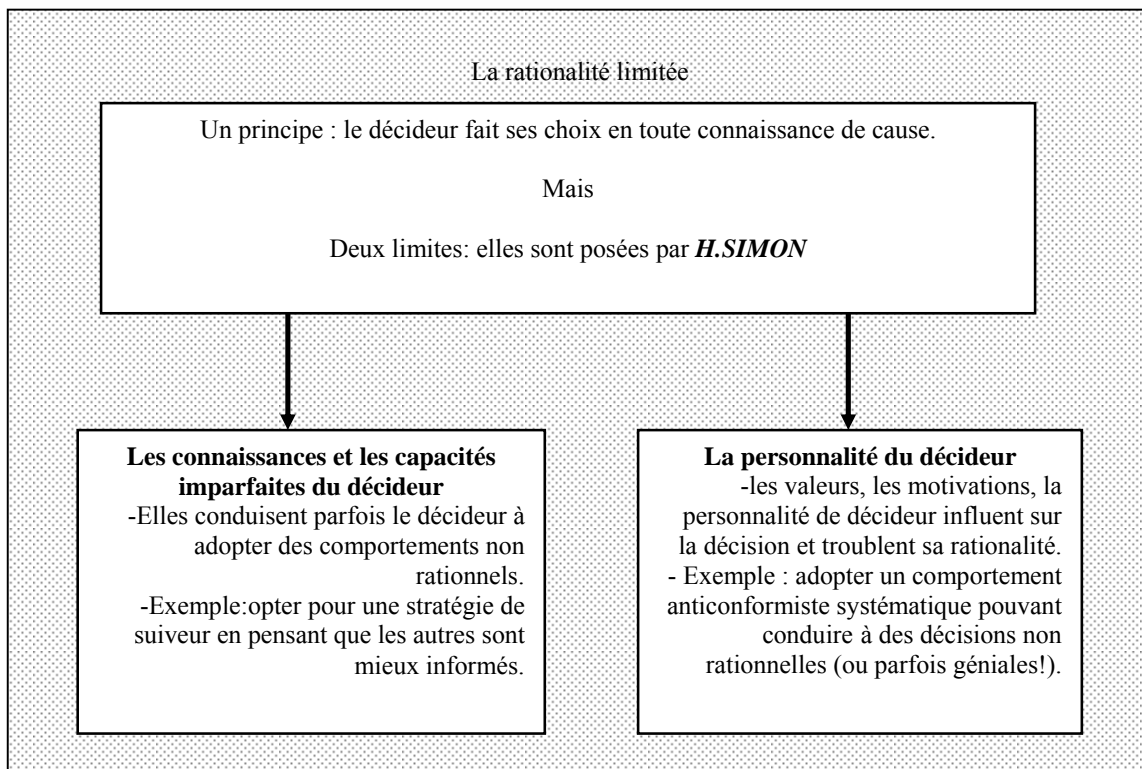 La rationalité limitée
Un principe : le décideur fait ses choix en toute connaissance de cause.
Mais
Deux limites: elles sont posées par H.SIMON
Les connaissances et les capacités
imparfaites du décideur
-Elles conduisent parfois le décideur à
adopter des comportements non
rationnels.
-Exemple:opter pour une stratégie de
suiveur en pensant que les autres sont
mieux informés.
La personnalité du décideur
-les valeurs, les motivations, la
personnalité de décideur influent sur
la décision et troublent sa rationalité.
- Exemple : adopter un comportement
anticonformiste systématique pouvant
conduire à des décisions non
rationnelles (ou parfois géniales!).